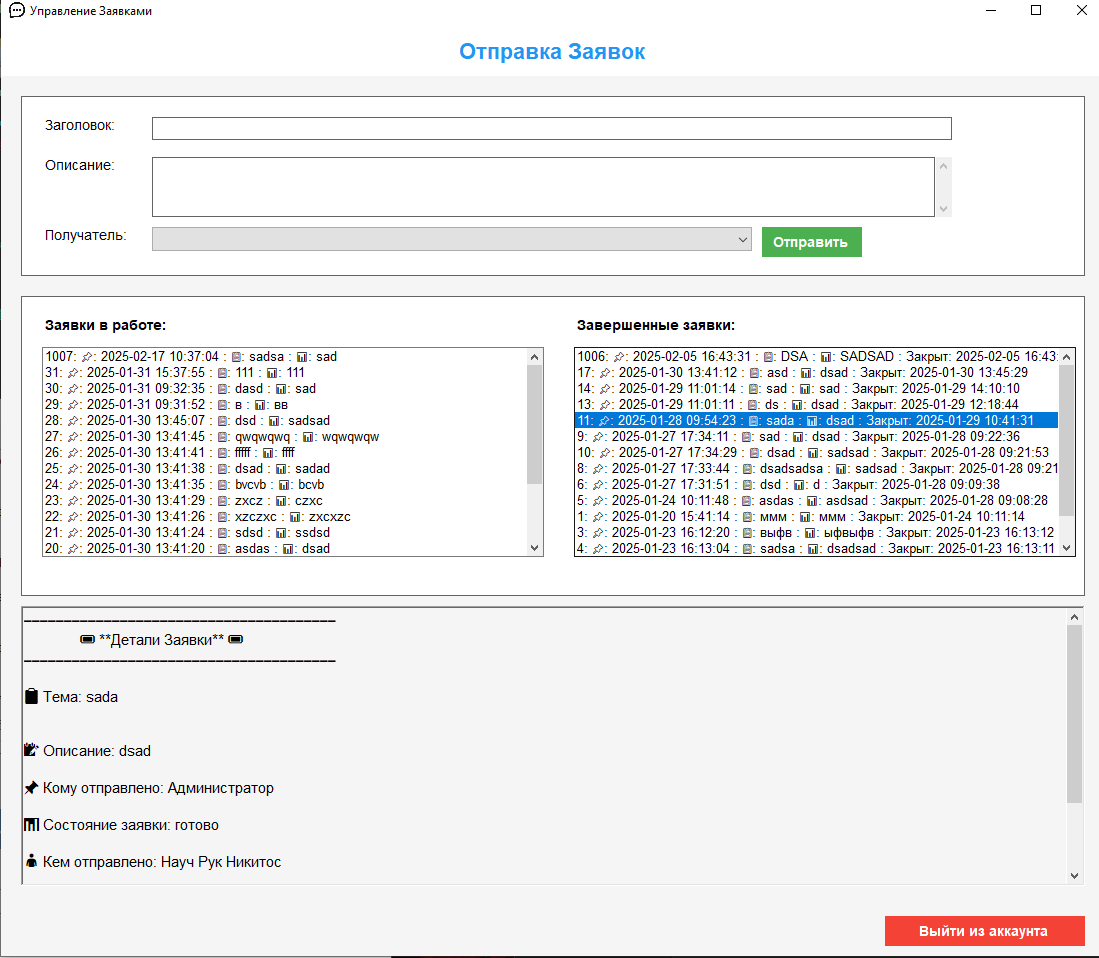 Управление Заявками
Отправка Заявок
Заголовок:
Описание:
Получатель:
Отправить
Заявки в работе:
1007: 📌: 2025-02-17 10:37:04 : 📋: sadsa : 📊: sad
31: 📌: 2025-01-31 15:37:55 : 📋: 111 : 📊: 111
30: 📌: 2025-01-31 09:32:35 : 📋: dasd : 📊: sad
29: 📌: 2025-01-31 09:31:52 : 📋: в : 📊: вв
28: 📌: 2025-01-30 13:45:07 : 📋: dsd : 📊: sadsad
27: 📌: 2025-01-30 13:41:45 : 📋: qwqwqwq : 📊: wqwqwqw
26: 📌: 2025-01-30 13:41:41 : 📋: fffff : 📊: ffff
25: 📌: 2025-01-30 13:41:38 : 📋: dsad : 📊: sadad
24: 📌: 2025-01-30 13:41:35 : 📋: bvcvb : 📊: bcvb
23: 📌: 2025-01-30 13:41:29 : 📋: zxcz : 📊: czxc
22: 📌: 2025-01-30 13:41:26 : 📋: xzczxc : 📊: zxcxzc
21: 📌: 2025-01-30 13:41:24 : 📋: sdsd : 📊: ssdsd
20: 📌: 2025-01-30 13:41:20 : 📋: asdas : 📊: dsad
Завершенные заявки:
1006: 📌: 2025-02-05 16:43:31 : 📋: DSA : 📊: SADSAD : Закрыт: 2025-02-05 16:43:
17: 📌: 2025-01-30 13:41:12 : 📋: asd : 📊: dsad : Закрыт: 2025-01-30 13:45:29
14: 📌: 2025-01-29 11:01:14 : 📋: sad : 📊: sad : Закрыт: 2025-01-29 14:10:10
13: 📌: 2025-01-29 11:01:11 : 📋: ds : 📊: dsad : Закрыт: 2025-01-29 12:18:44
11: 📌: 2025-01-28 09:54:23 : 📋: sada : 📊: dsad : Закрыт: 2025-01-29 10:41:31
9: 📌: 2025-01-27 17:34:11 : 📋: sad : 📊: dsad : Закрыт: 2025-01-28 09:22:36
10: 📌: 2025-01-27 17:34:29 : 📋: dsad : 📊: sadsad : Закрыт: 2025-01-28 09:21:53
8: 📌: 2025-01-27 17:33:44 : 📋: dsadsadsa : 📊: sadsad : Закрыт: 2025-01-28 09:21
6: 📌: 2025-01-27 17:31:51 : 📋: dsd : 📊: d : Закрыт: 2025-01-28 09:09:38
5: 📌: 2025-01-24 10:11:48 : 📋: asdas : 📊: asdsad : Закрыт: 2025-01-28 09:08:28
1: 📌: 2025-01-20 15:41:14 : 📋: ммм : 📊: ммм : Закрыт: 2025-01-24 10:11:14
3: 📌: 2025-01-23 16:12:20 : 📋: выфв : 📊: ыфвыфв : Закрыт: 2025-01-23 16:13:12
4: 📌: 2025-01-23 16:13:04 : 📋: sadsa : 📊: dsadsad : Закрыт: 2025-01-23 16:13:11
**Детали Заявки**
Тема: sada
Описание: dsad
Кому отправлено: Администратор
Состояние заявки: готово
Кем отправлено: Науч Рук Никитос
Выйти из аккаунта